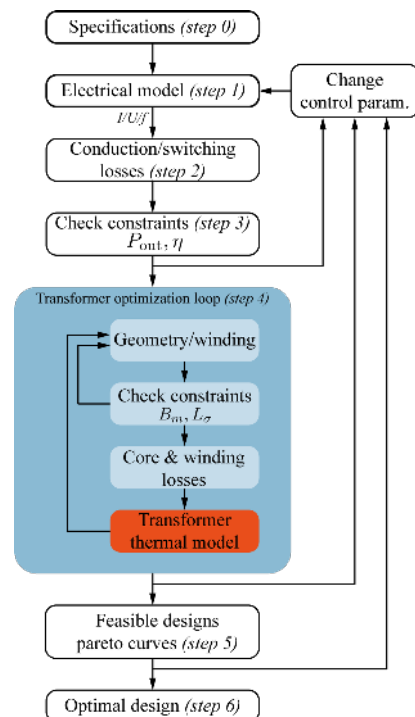 Specifications (step 0)
Electrical model (step 1)
Change
control param.
I/U/f
Conduction/switching
losses (step 2)
Check constraints (step 3)
P_out, η
Transformer optimization loop (step 4)
Geometry/winding
Check constraints
B_m, L_σ
Core & winding
losses
Transformer
thermal model
Feasible designs
pareto curves (step 5)
Optimal design (step 6)